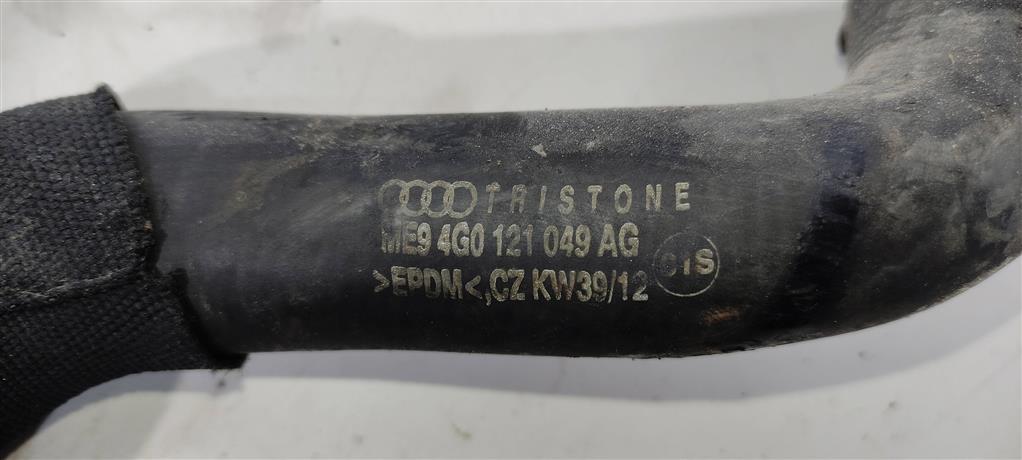 TRISTONE
ME9 4G0 121 049 AG
>EPDM<,CZ KW39/12